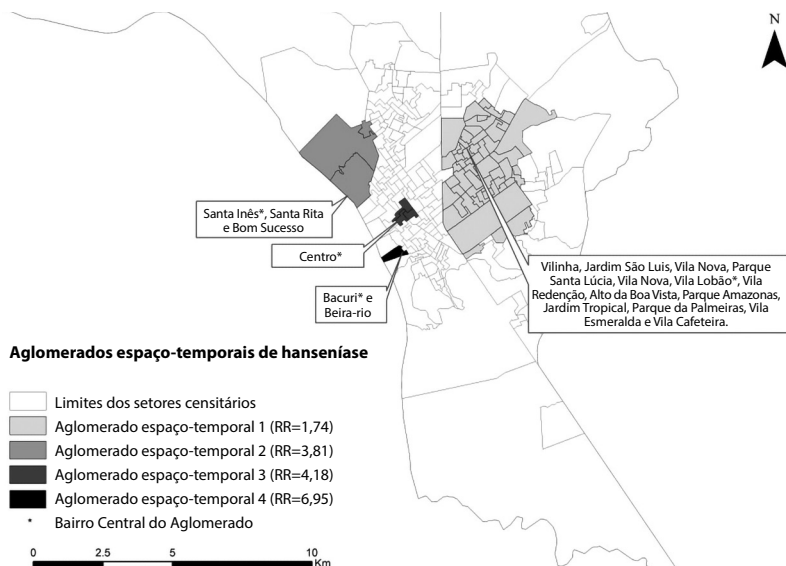 N
Santa Inês*, Santa Rita
e Bom Sucesso
Centro*
Bacuri* e
Beira-rio
Vilinha, Jardim São Luis, Vila Nova, Parque
Santa Lúcia, Vila Nova, Vila Lobão*, Vila
Redenção, Alto da Boa Vista, Parque Amazonas,
Jardim Tropical, Parque da Palmeiras, Vila
Esmeralda e Vila Cafeteira.
Aglomerados espaço-temporais de hanseníase
Limites dos setores censitários
Aglomerado espaço-temporal 1 (RR=1,74)
Aglomerado espaço-temporal 2 (RR=3,81)
Aglomerado espaço-temporal 3 (RR=4,18)
Aglomerado espaço-temporal 4 (RR=6,95)
* Bairro Central do Aglomerado
0 2.5 5 10
Km